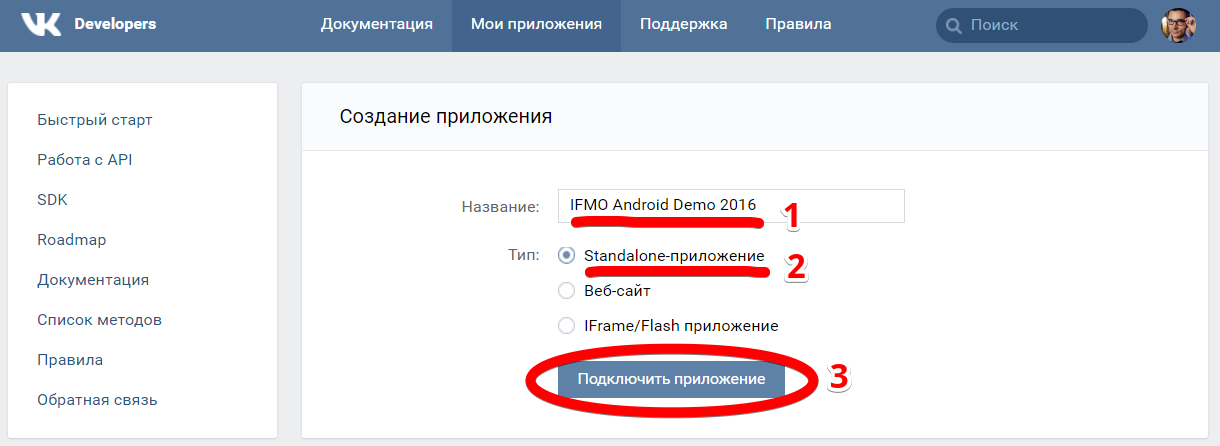 VK Developers Документация Мои приложения Поддержка Правила Поиск
Быстрый старт
Работа с API
SDK
Roadmap
Документация
Список методов
Правила
Обратная связь
Создание приложения
Название: IFMO Android Demo 2016 1
Тип: Standalone-приложение 2
Веб-сайт
IFrame/Flash приложение
Подключить приложение 3